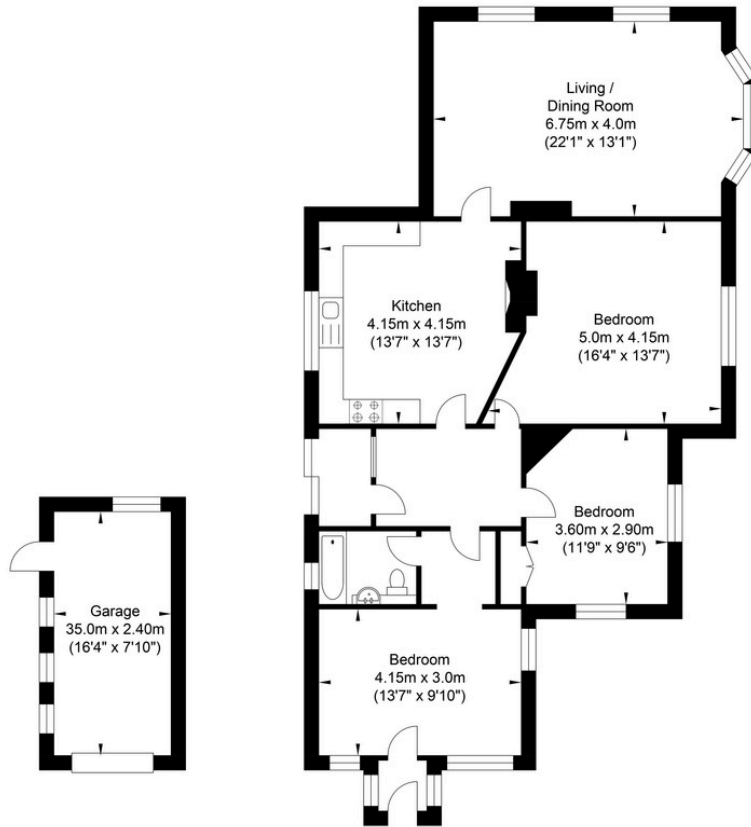 Living /
Dining Room
6.75m x 4.0m
(22'1" x 13'1")
Kitchen
4.15m x 4.15m
(13'7" x 13'7")
Bedroom
5.0m x 4.15m
(16'4" x 13'7")
Bedroom
3.60m x 2.90m
(11'9" x 9'6")
Garage
35.0m x 2.40m
(16'4" x 7'10")
Bedroom
4.15m x 3.0m
(13'7" x 9'10")